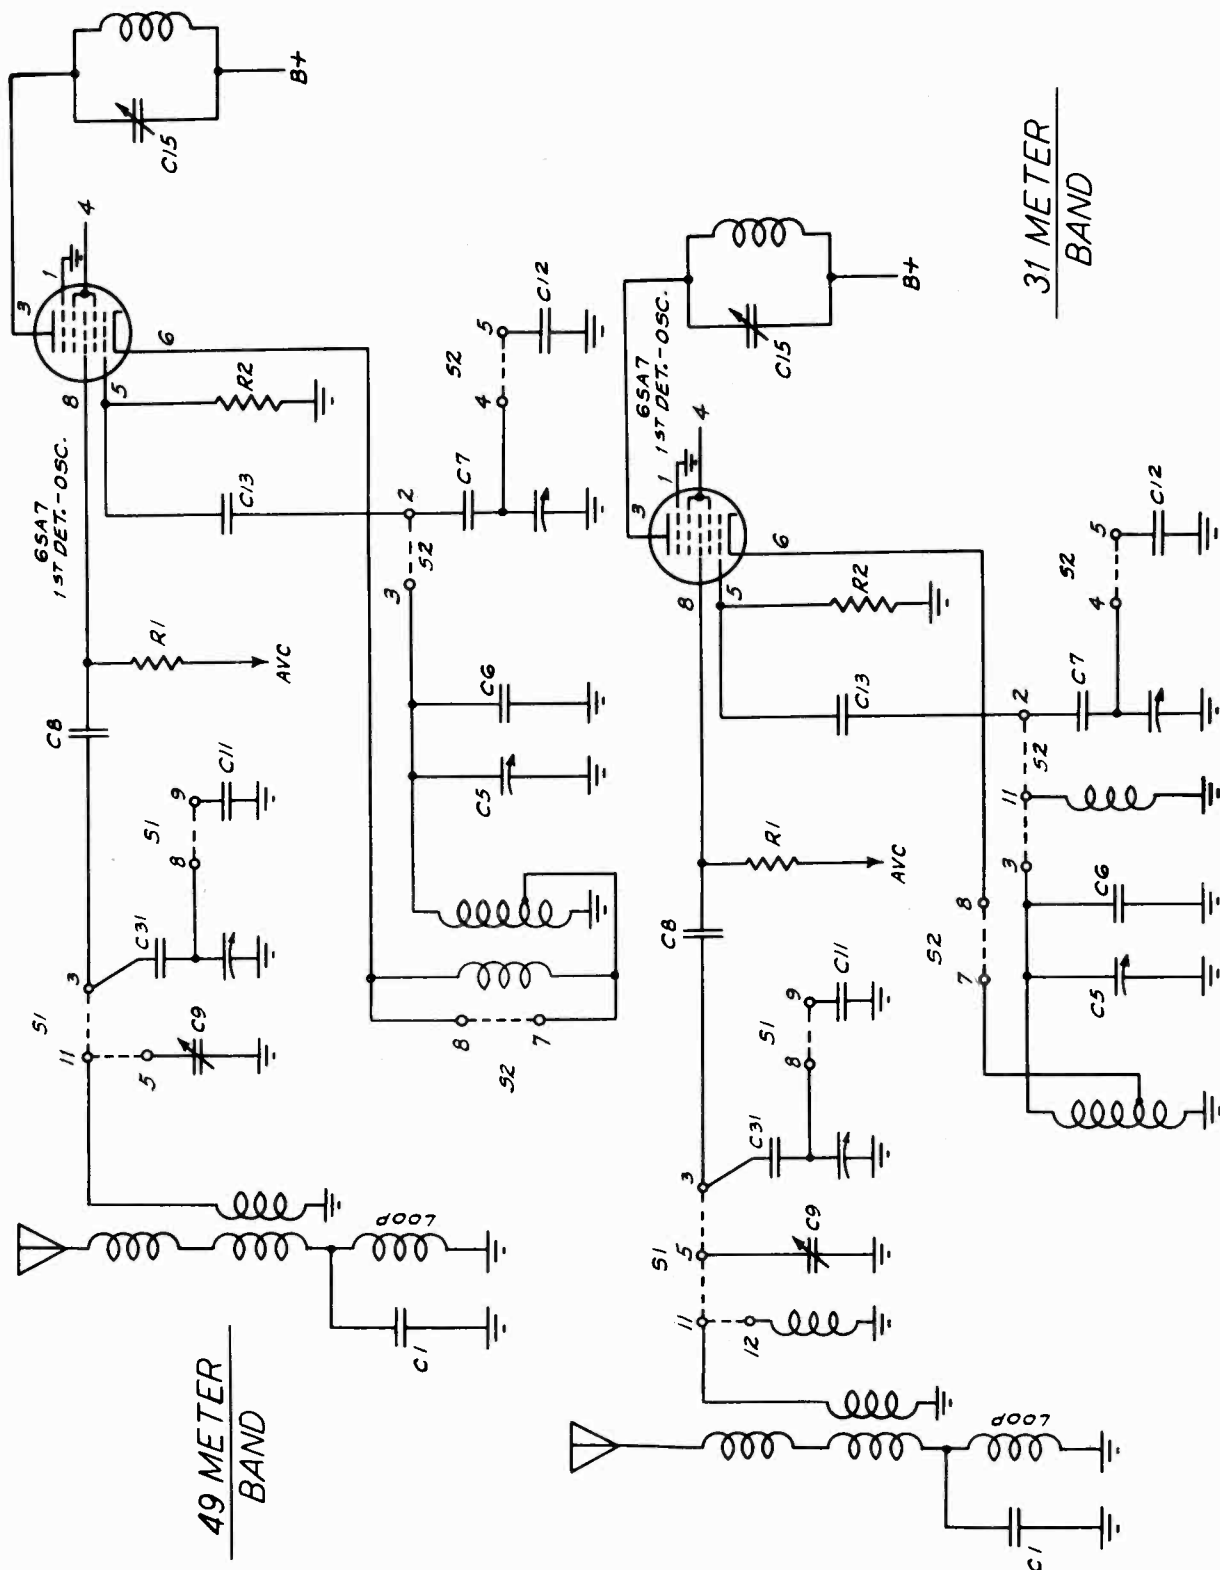 49 METER
BAND
C1
LOOP
11
S1
3
5
C9
C31
8
S1
9
C11
C8
R1
AVC
6SA7
1ST DET.-OSC.
8
3
1
4
5
6
R2
C13
2
S2
3
C7
4
S2
5
C12
C6
C5
8
7
S2
C15
B+
31 METER
BAND
C1
LOOP
11
12
S1
5
3
C9
C31
8
S1
9
C11
C8
R1
AVC
6SA7
1ST DET.-OSC.
8
3
1
4
5
6
R2
C13
2
S2
11
3
C7
4
S2
5
C12
C6
C5
8
S2
7
C15
B+